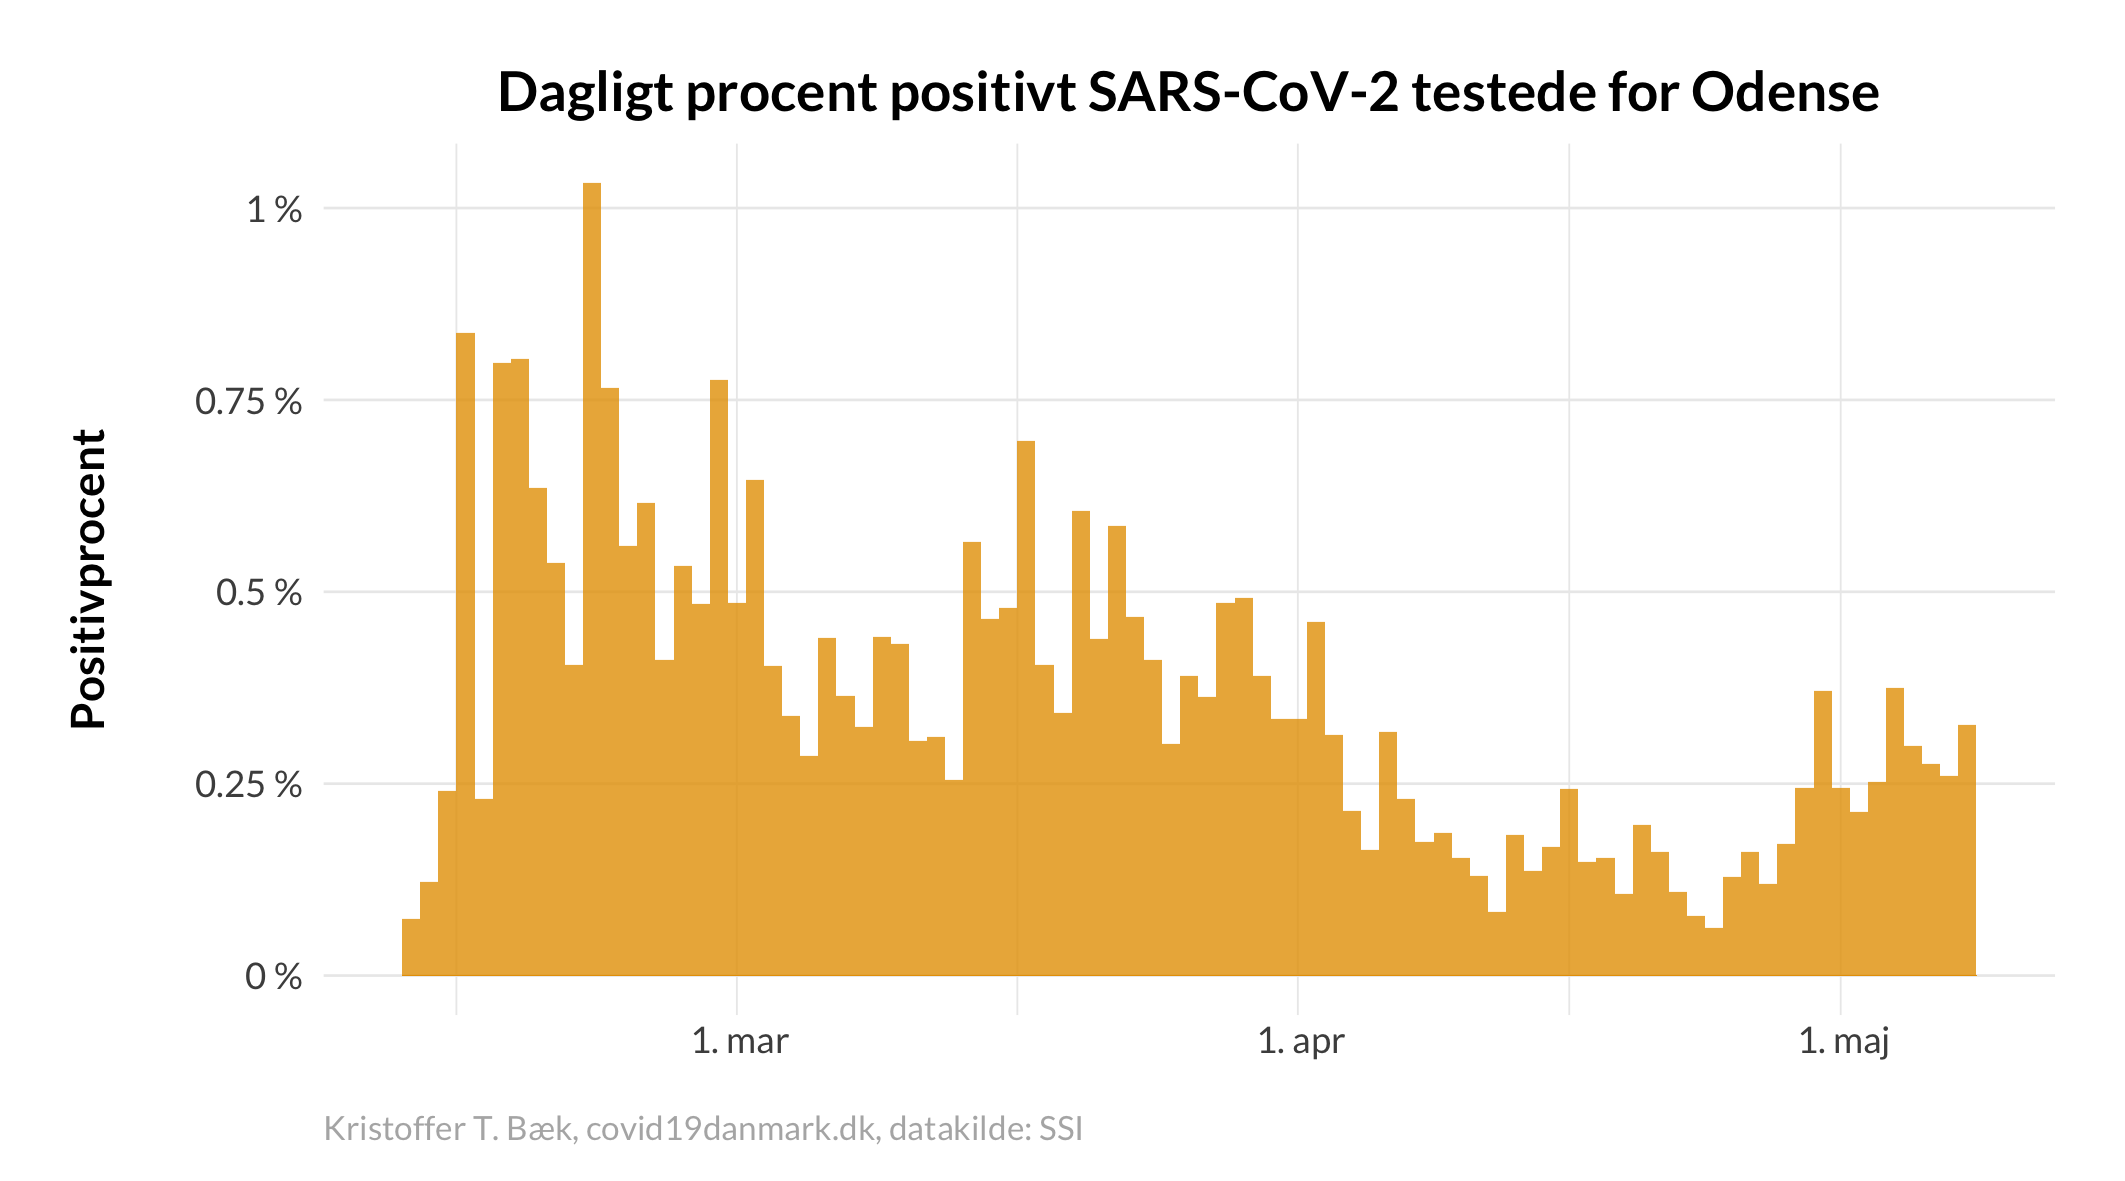 Dagligt procent positivt SARS-CoV-2 testede for Odense
Positivprocent
1 %
0.75 %
0.5 %
0.25 %
0 %
1. mar
1. apr
1. maj
Kristoffer T. Bæk, covid19danmark.dk, datakilde: SSI